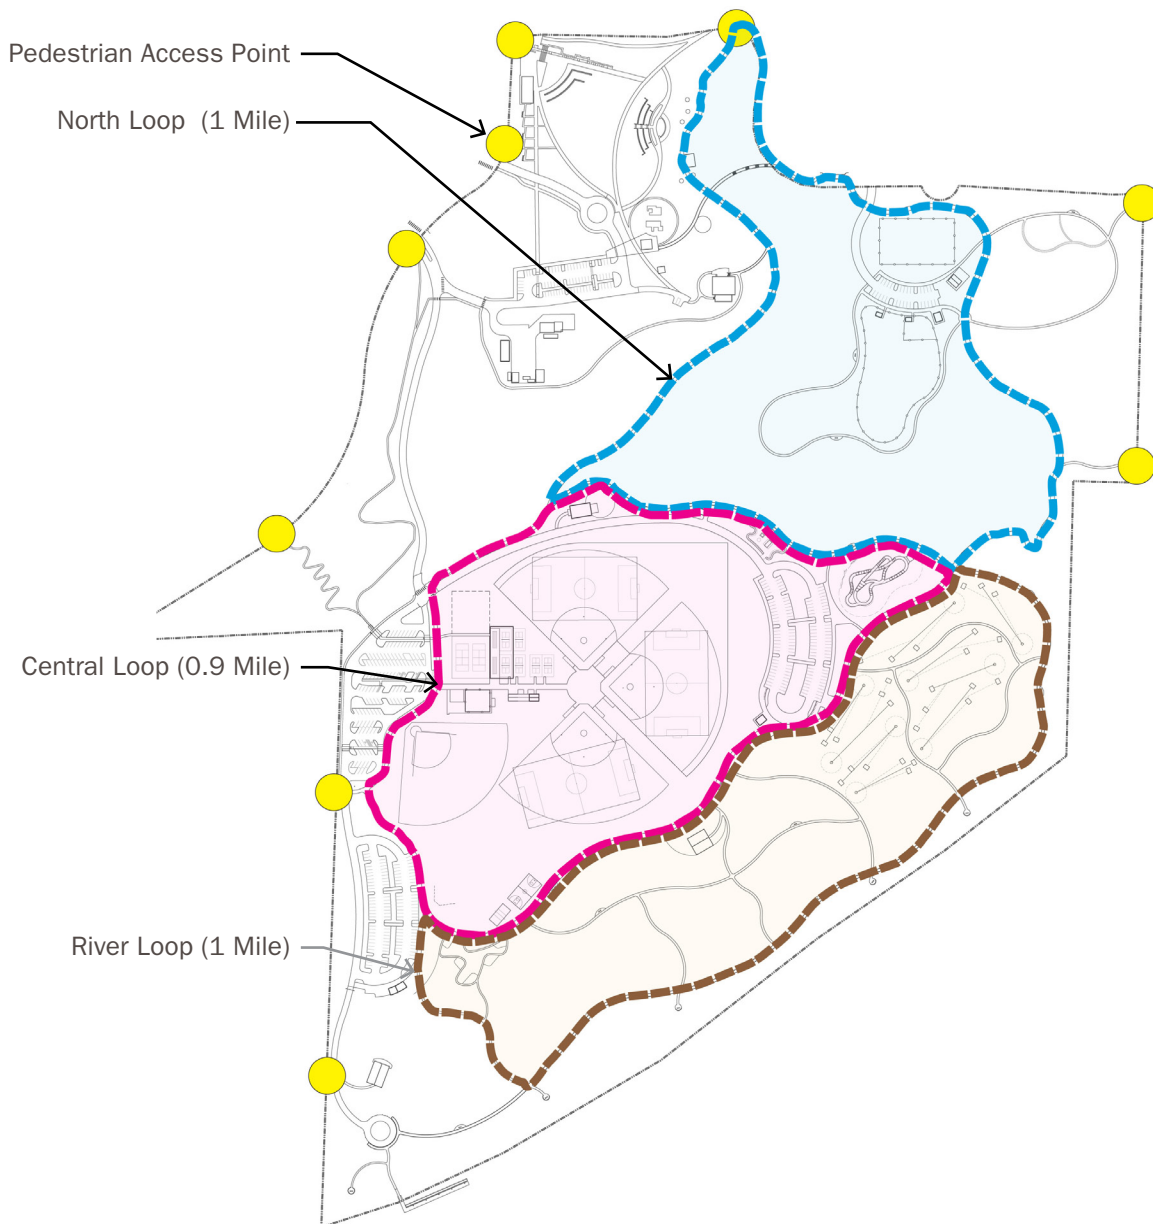 Pedestrian Access Point
North Loop (1 Mile)
Central Loop (0.9 Mile)
River Loop (1 Mile)